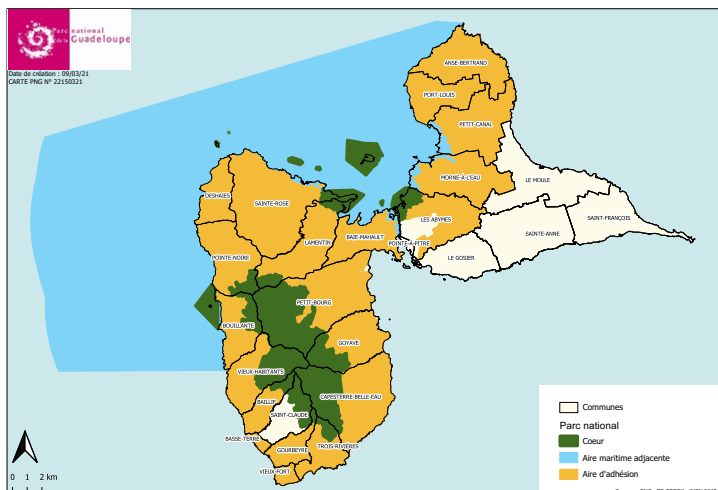 Parc national
de la Guadeloupe
Date de création : 09/03/21
CARTE PNG N° 22150321
ANSE-BERTRAND
PORT-LOUIS
PETIT-CANAL
MORNE-À-L'EAU
LE MOULE
DESHAIES
SAINTE-ROSE
LES ABYMES
SAINT-FRANÇOIS
LAMENTIN
BAIE-MAHAULT
SAINTE-ANNE
POINTE-À-PITRE
POINTE-NOIRE
LE GOSIER
PETIT-BOURG
BOUILLANTE
GOYAVE
VIEUX-HABITANTS
CAPESTERRE-BELLE-EAU
BAILLIF
SAINT-CLAUDE
BASSE-TERRE
TROIS-RIVIÈRES
GOURBEYRE
VIEUX-FORT
0 1 2 km
Communes
Parc national
Coeur
Aire maritime adjacente
Aire d'adhésion